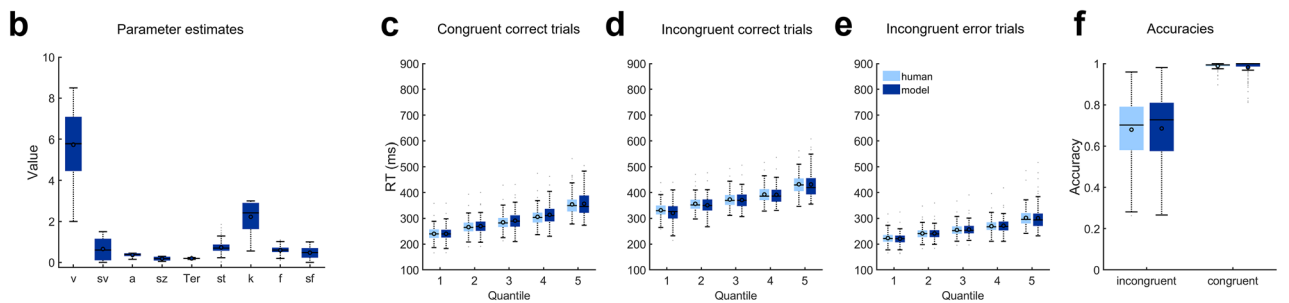 b
Parameter estimates
10
8
6
4
2
0
Value
v sv a sz Ter st k f sf
c
Congruent correct trials
900
800
700
600
500
400
300
200
100
RT (ms)
1 2 3 4 5
Quantile
d
Incongruent correct trials
900
800
700
600
500
400
300
200
100
1 2 3 4 5
Quantile
e
Incongruent error trials
900
800
700
600
500
400
300
200
100
human
model
1 2 3 4 5
Quantile
f
Accuracies
1
0.8
0.6
0.4
0.2
0
Accuracy
incongruent congruent